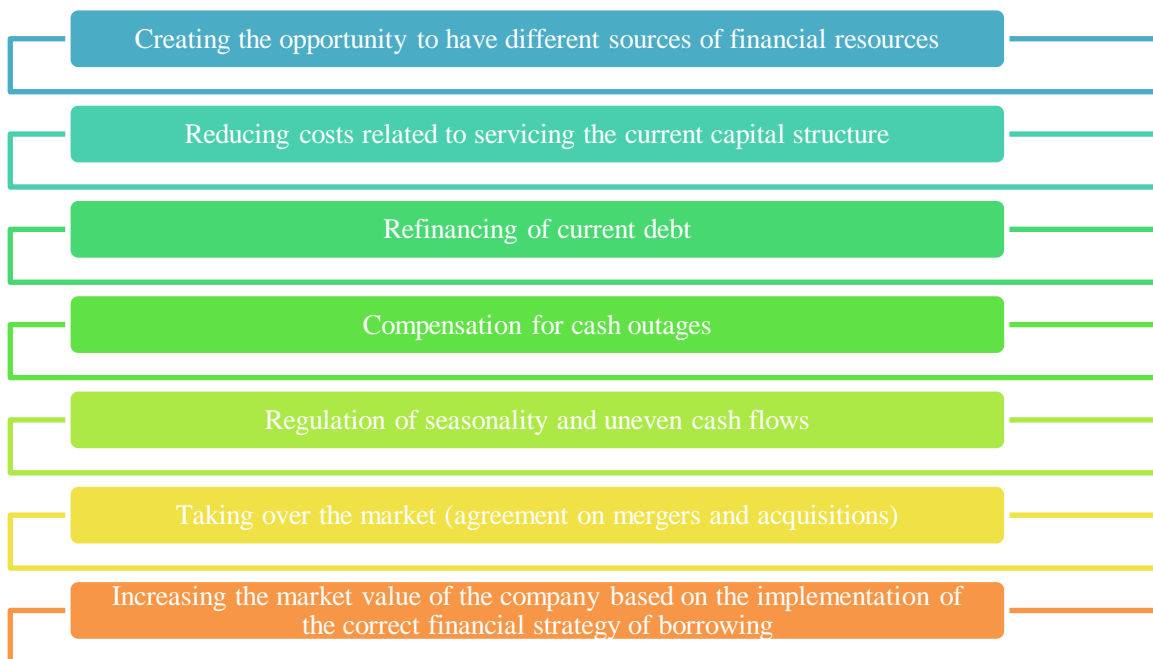 Creating the opportunity to have different sources of financial resources
Reducing costs related to servicing the current capital structure
Refinancing of current debt
Compensation for cash outages
Regulation of seasonality and uneven cash flows
Taking over the market (agreement on mergers and acquisitions)
Increasing the market value of the company based on the implementation of
the correct financial strategy of borrowing